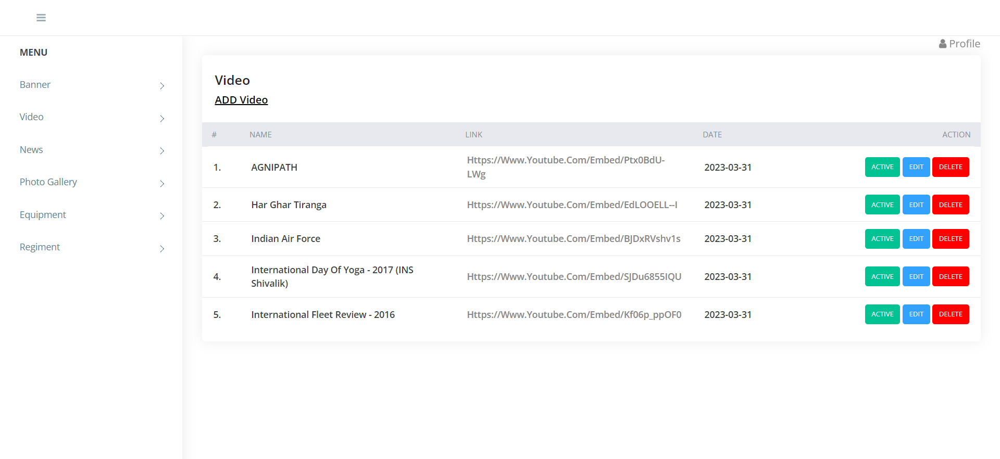 MENU
Banner
Video
News
Photo Gallery
Equipment
Regiment
Profile
Video
ADD Video
# NAME LINK DATE ACTION
1. AGNIPATH Https://Www.Youtube.Com/Embed/Ptx0BdU-
LWg 2023-03-31 ACTIVE EDIT DELETE
2. Har Ghar Tiranga Https://Www.Youtube.Com/Embed/EdLOOELL--I 2023-03-31 ACTIVE EDIT DELETE
3. Indian Air Force Https://Www.Youtube.Com/Embed/BJDxRVshv1s 2023-03-31 ACTIVE EDIT DELETE
4. International Day Of Yoga - 2017 (INS
Shivalik) Https://Www.Youtube.Com/Embed/SJDu6855IQU 2023-03-31 ACTIVE EDIT DELETE
5. International Fleet Review - 2016 Https://Www.Youtube.Com/Embed/Kf06p_ppOF0 2023-03-31 ACTIVE EDIT DELETE